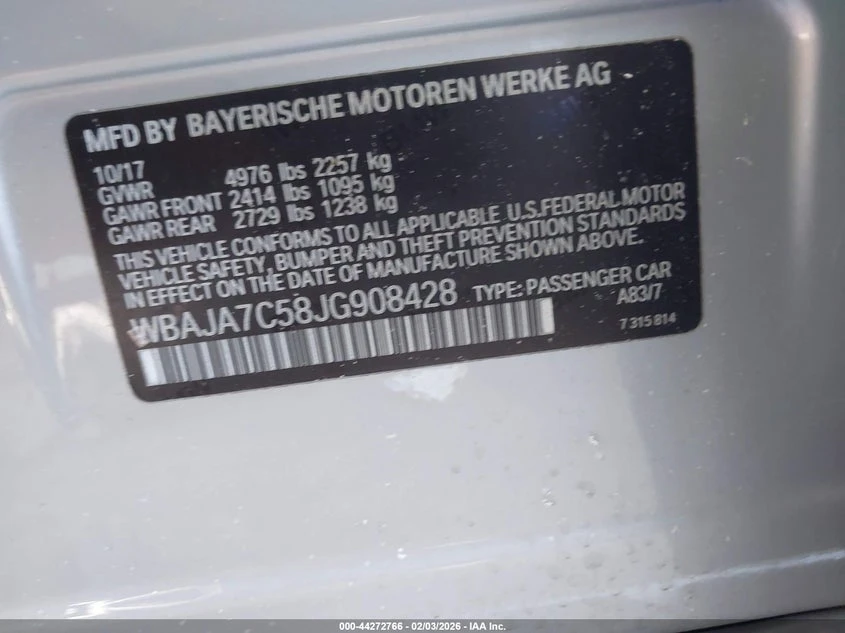 MFD BY BAYERISCHE MOTOREN WERKE AG
10/17
GVWR 4976 lbs 2257 kg
GAWR FRONT 2414 lbs 1095 kg
GAWR REAR 2729 lbs 1238 kg
THIS VEHICLE CONFORMS TO ALL APPLICABLE U.S.FEDERAL MOTOR
VEHICLE SAFETY, BUMPER AND THEFT PREVENTION STANDARDS
IN EFFECT ON THE DATE OF MANUFACTURE SHOWN ABOVE.
WBAJA7C58JG908428 TYPE: PASSENGER CAR
A83/7
7 315 814
000-44272766 - 02/03/2026 - IAA Inc.